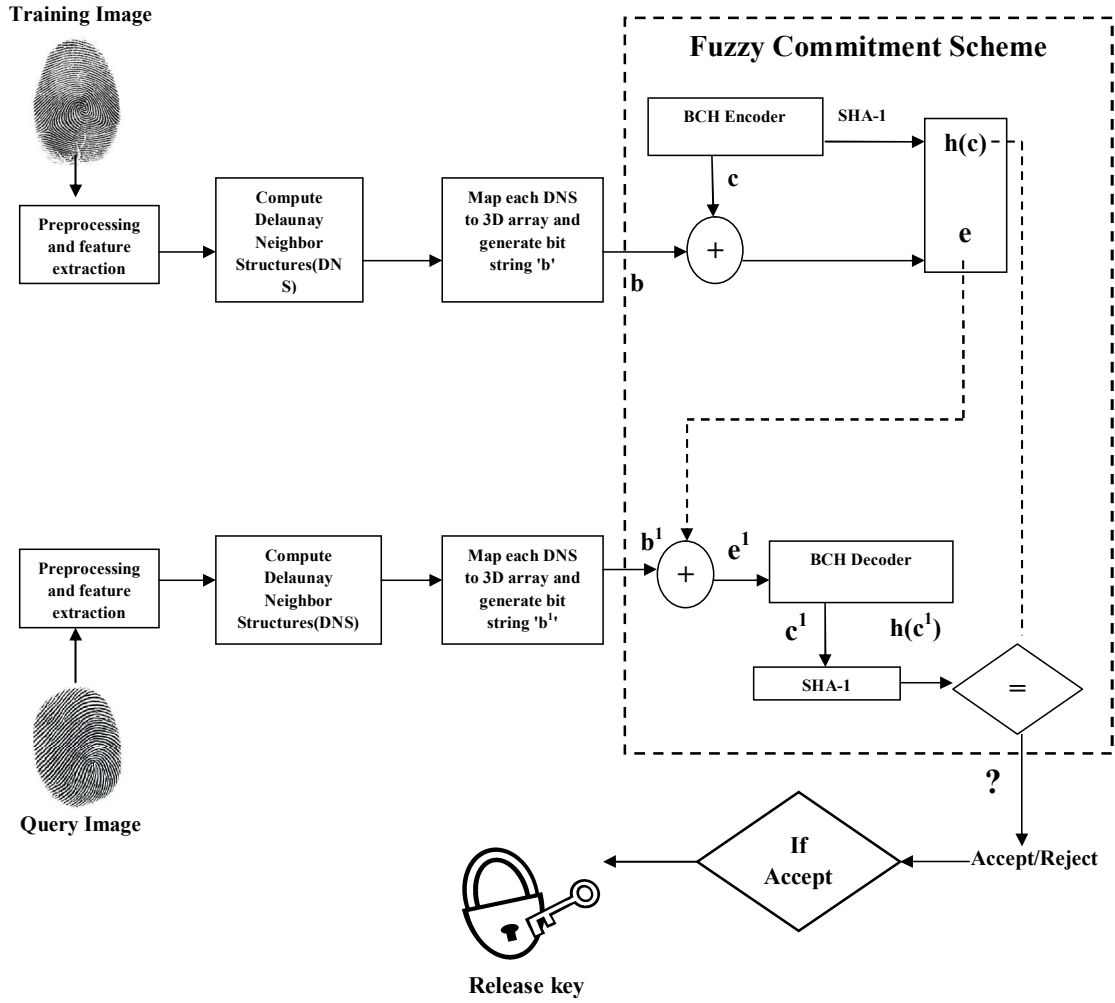 Training Image
Fuzzy Commitment Scheme
BCH Encoder
SHA-1
h(c)
c
e
Preprocessing
and feature
extraction
Compute
Delaunay
Neighbor
Structures(DN
S)
Map each DNS
to 3D array and
generate bit
string 'b'
b
+
Preprocessing
and feature
extraction
Compute
Delaunay
Neighbor
Structures(DNS)
Map each DNS
to 3D array and
generate bit
string 'b¹'
b¹
+
e¹
BCH Decoder
c¹
h(c¹)
SHA-1
=
?
Query Image
If
Accept
Accept/Reject
Release key